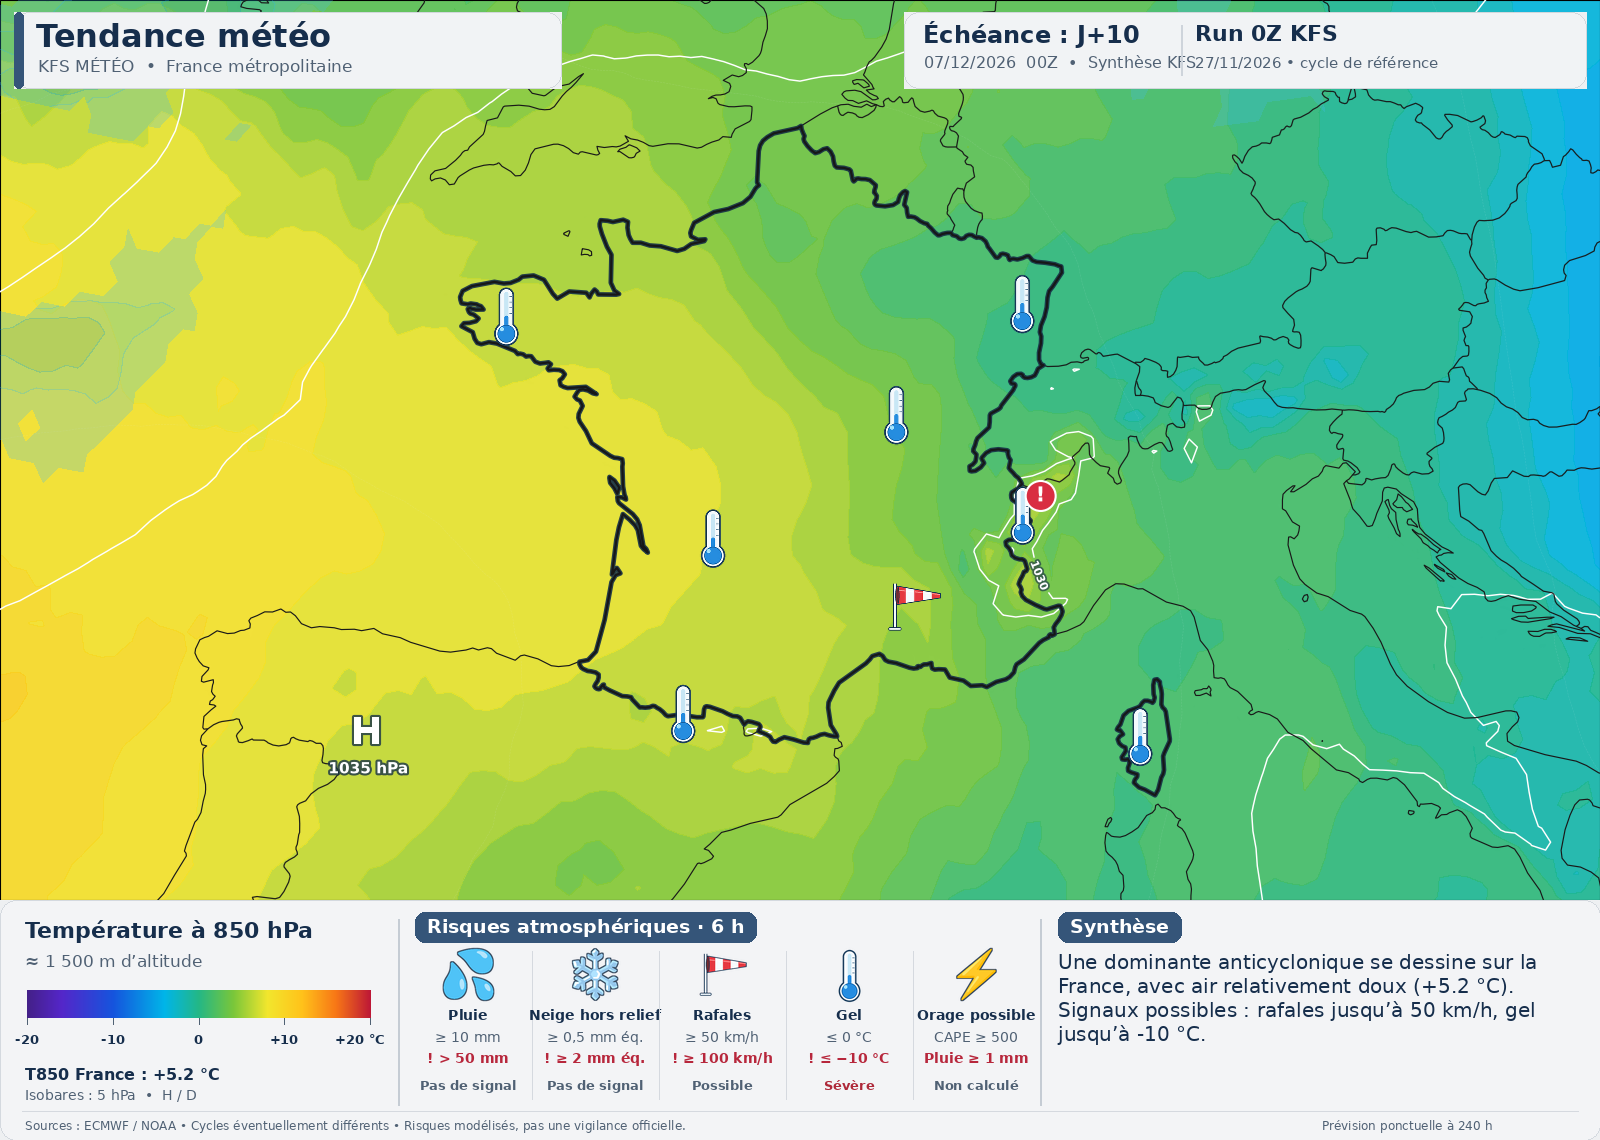 Tendance météo
KFS MÉTÉO • France métropolitaine
Échéance : J+10
07/12/2026 00Z • Synthèse KFS
Run 0Z KFS
27/11/2026 • cycle de référence
!
1030
H
1035 hPa
Température à 850 hPa
≈ 1 500 m d’altitude
-20 -10 0 +10 +20 °C
T850 France : +5.2 °C
Isobares : 5 hPa • H / D
Risques atmosphériques · 6 h
Pluie
≥ 10 mm
! > 50 mm
Pas de signal
Neige hors relief
≥ 0,5 mm éq.
! ≥ 2 mm éq.
Pas de signal
Rafales
≥ 50 km/h
! ≥ 100 km/h
Possible
Gel
≤ 0 °C
! ≤ −10 °C
Sévère
Orage possible
CAPE ≥ 500
Pluie ≥ 1 mm
Non calculé
Synthèse
Une dominante anticyclonique se dessine sur la
France, avec air relativement doux (+5.2 °C).
Signaux possibles : rafales jusqu’à 50 km/h, gel
jusqu’à -10 °C.
Sources : ECMWF / NOAA • Cycles éventuellement différents • Risques modélisés, pas une vigilance officielle.
Prévision ponctuelle à 240 h